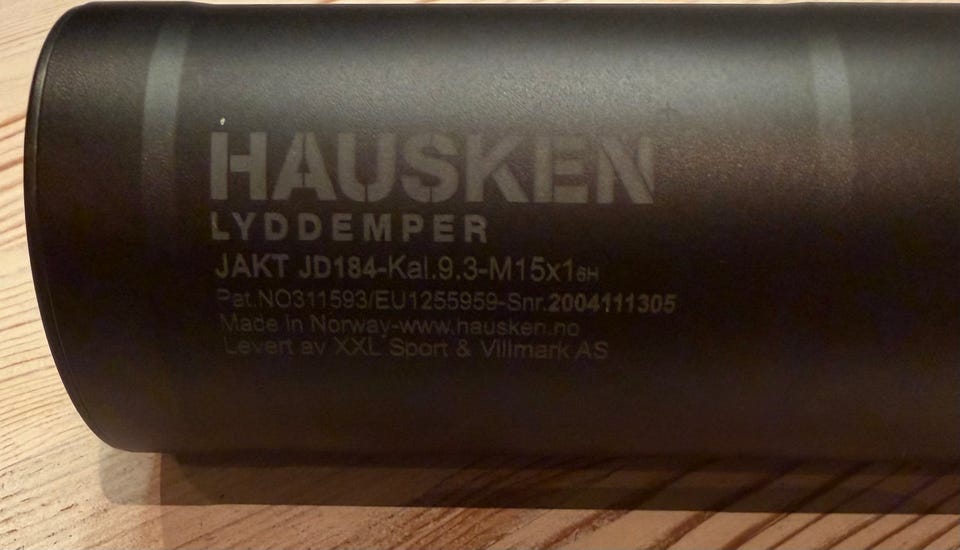 HAUSKEN
LYDDEMPER
JAKT JD184-Kal.9.3-M15x1 6H
Pat.NO311593/EU1255959-Snr.2004111305
Made in Norway-www.hausken.no
Levert av XXL Sport & Villmark AS